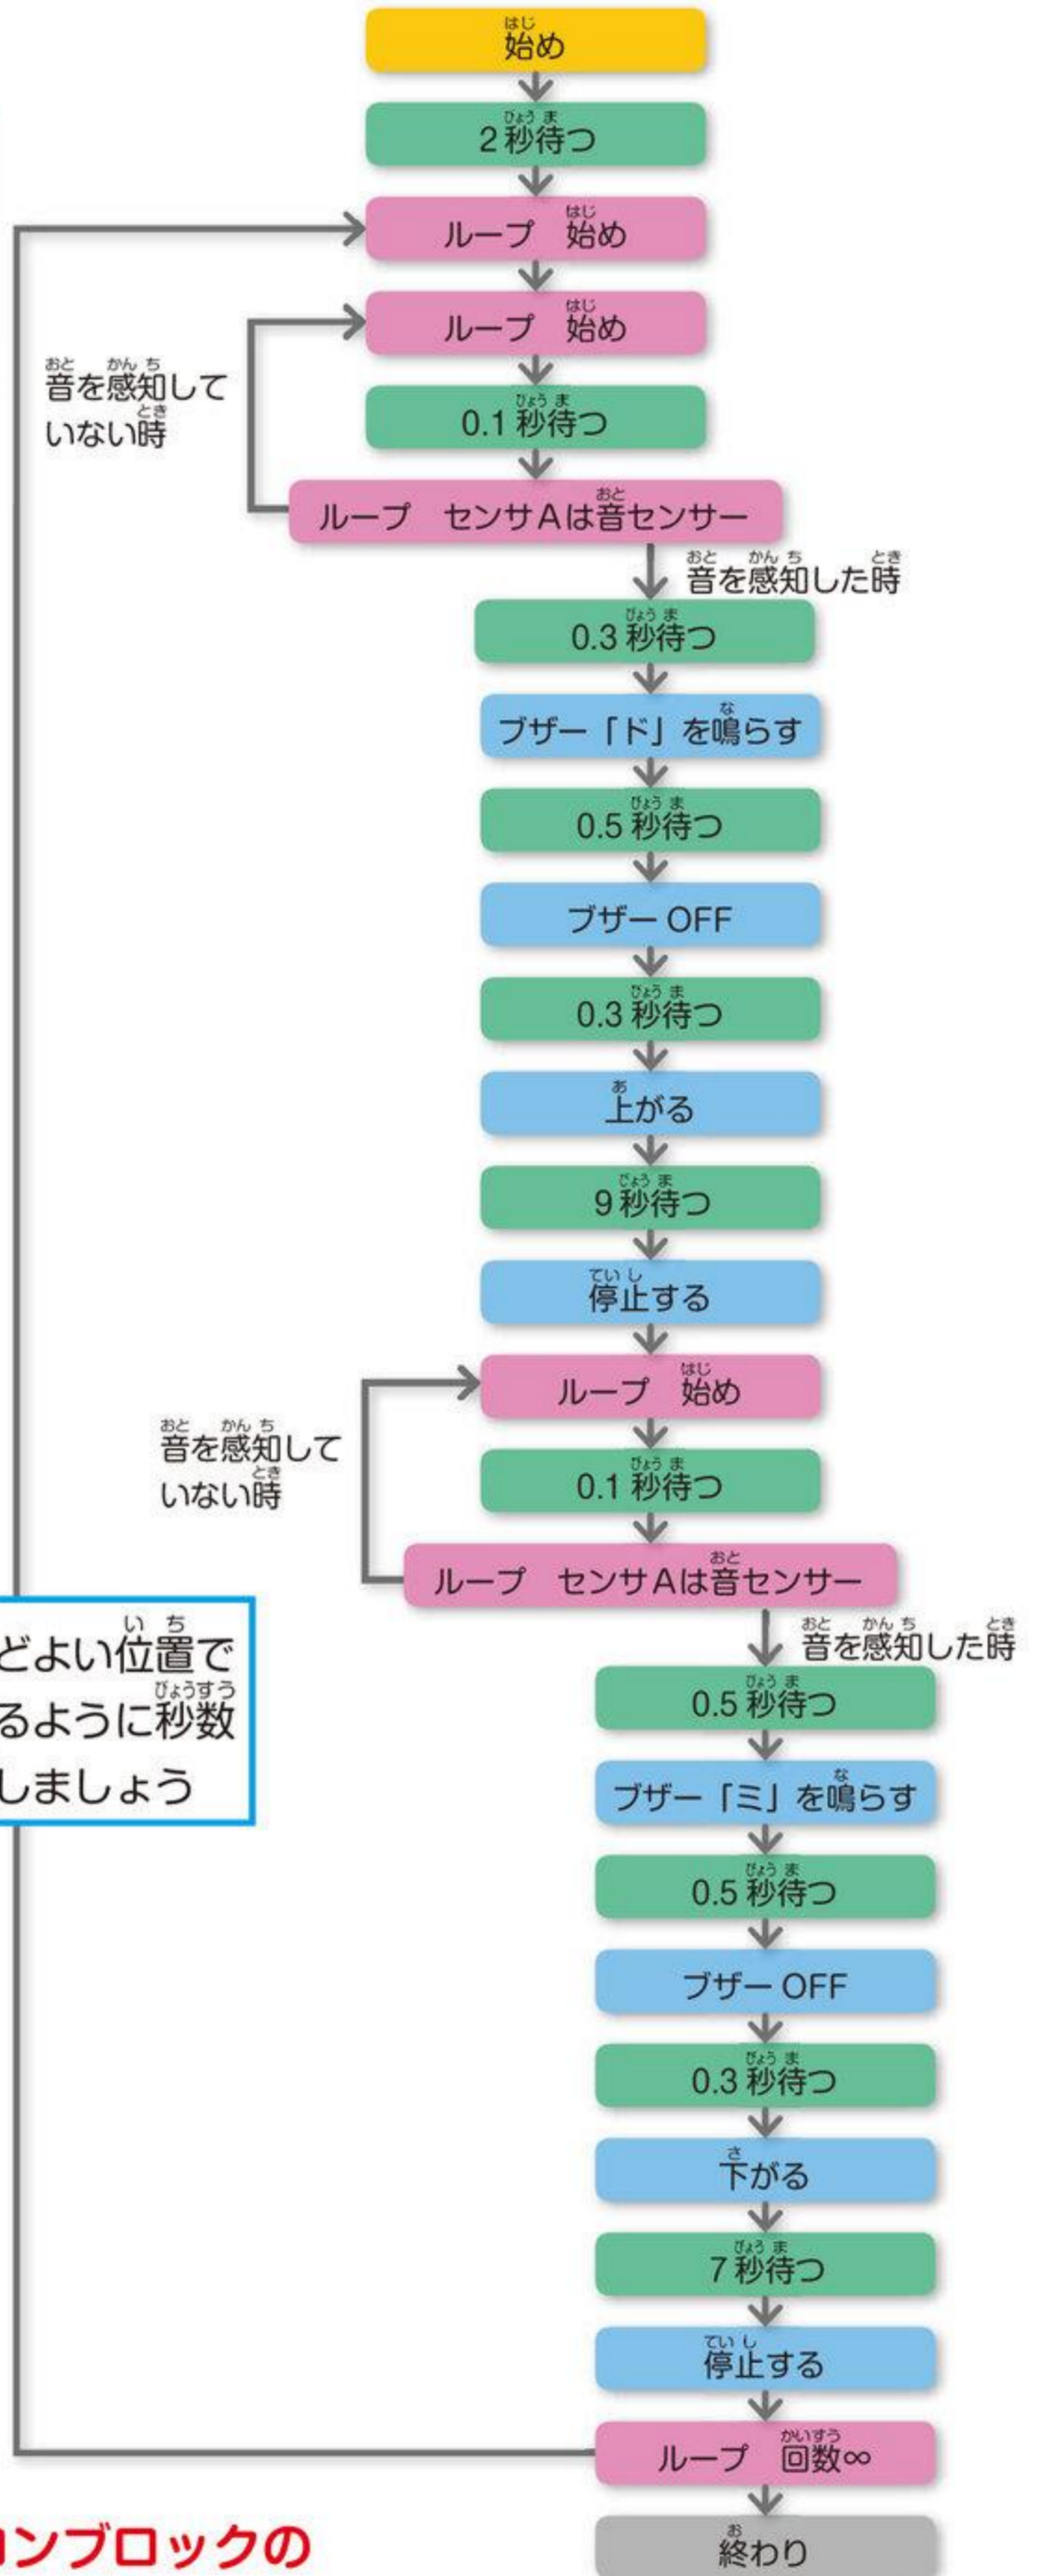 始め
2秒待つ
ループ 始め
ループ 始め
音を感知して
いない時
0.1秒待つ
ループ センサAは音センサー
音を感知した時
0.3秒待つ
ブザー「ド」を鳴らす
0.5秒待つ
ブザーOFF
0.3秒待つ
上がる
9秒待つ
停止する
ループ 始め
音を感知して
いない時
0.1秒待つ
ループ センサAは音センサー
音を感知した時
どよい位置で
るように秒数
しましょう
0.5秒待つ
ブザー「ミ」を鳴らす
0.5秒待つ
ブザーOFF
0.3秒待つ
下がる
7秒待つ
停止する
ループ 回数∞
終わり
コンブロックの